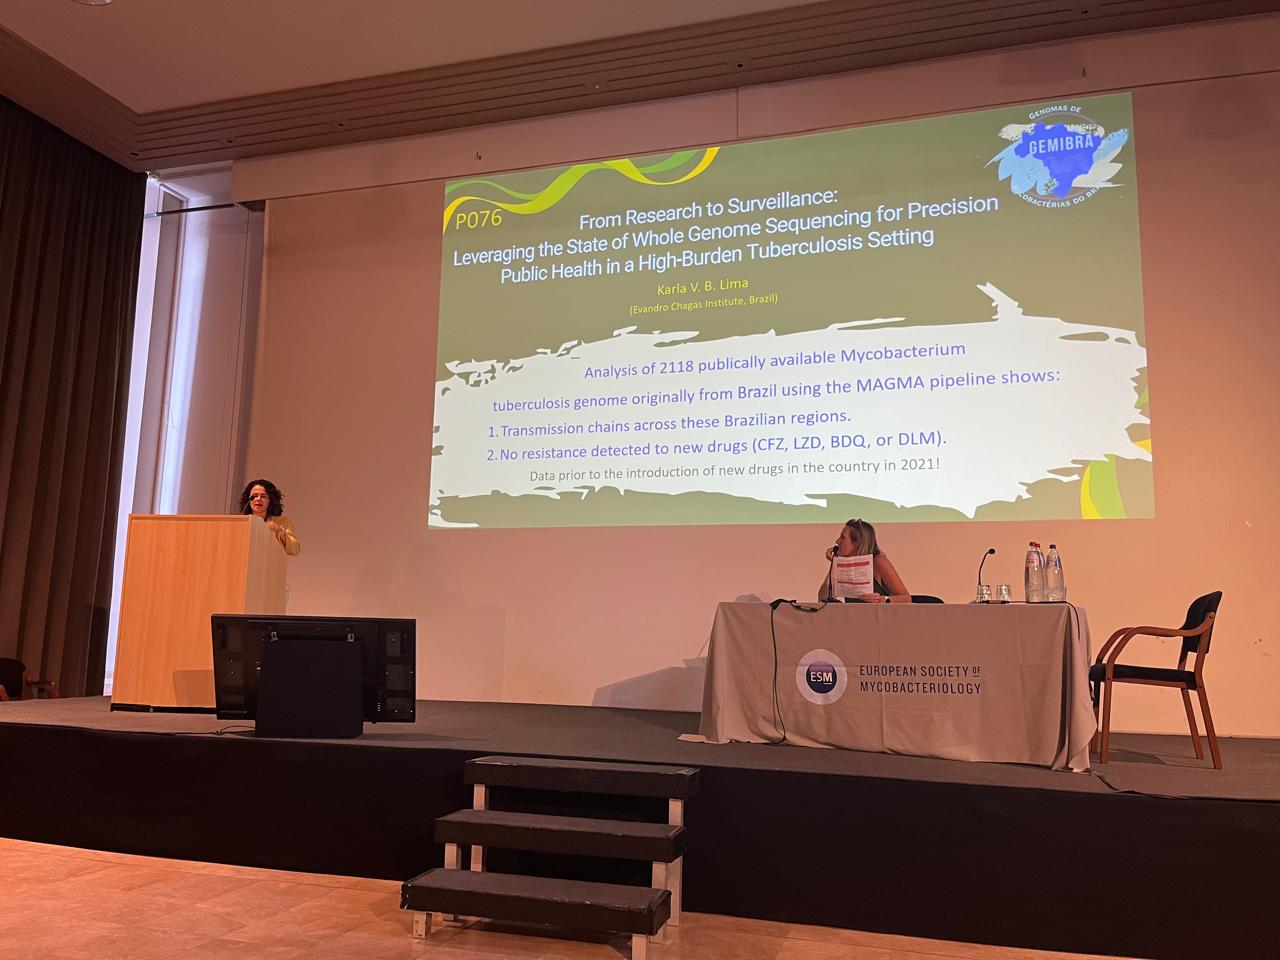 GENOMAS DE
GEMIBRA
MICOBACTÉRIAS DO BRA
P076
From Research to Surveillance:
Leveraging the State of Whole Genome Sequencing for Precision
Public Health in a High-Burden Tuberculosis Setting
Karla V. B. Lima
(Evandro Chagas Institute, Brazil)
Analysis of 2118 publically available Mycobacterium
tuberculosis genome originally from Brazil using the MAGMA pipeline shows:
1. Transmission chains across these Brazilian regions.
2. No resistance detected to new drugs (CFZ, LZD, BDQ, or DLM).
Data prior to the introduction of new drugs in the country in 2021!
ESM
EUROPEAN SOCIETY OF
MYCOBACTERIOLOGY